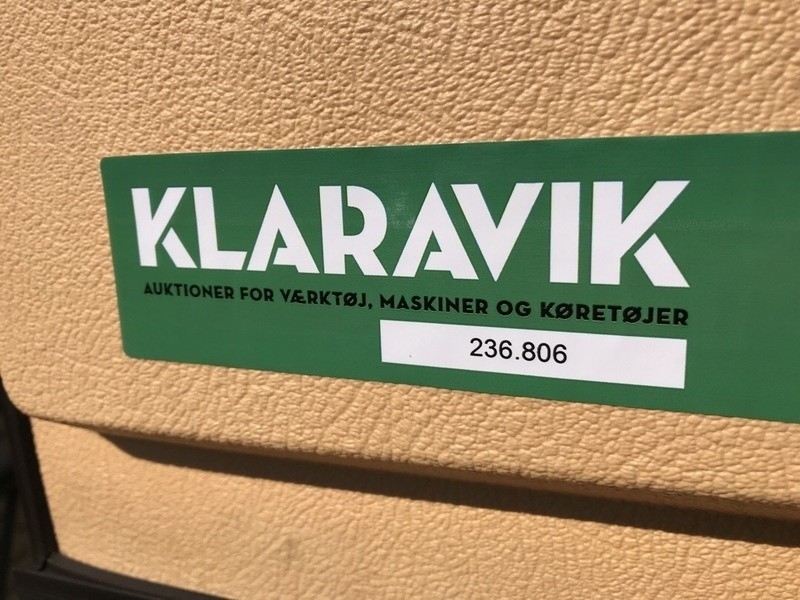 KLARAVIK
AUKTIONER FOR VÆRKTØJ, MASKINER OG KØRETØJER
236.806